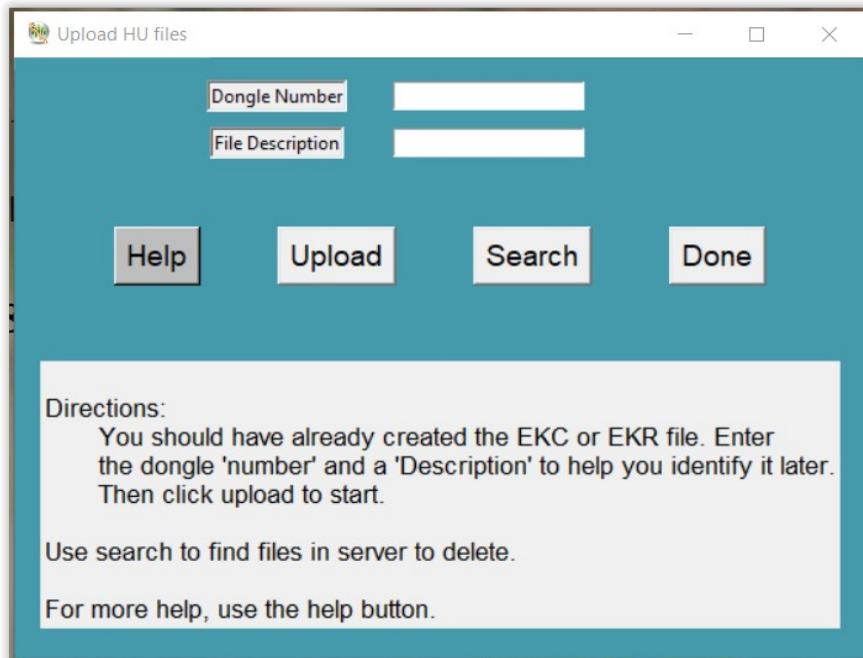 Upload HU files
Dongle Number
File Description
Help Upload Search Done
Directions:
You should have already created the EKC or EKR file. Enter
the dongle 'number' and a 'Description' to help you identify it later.
Then click upload to start.
Use search to find files in server to delete.
For more help, use the help button.